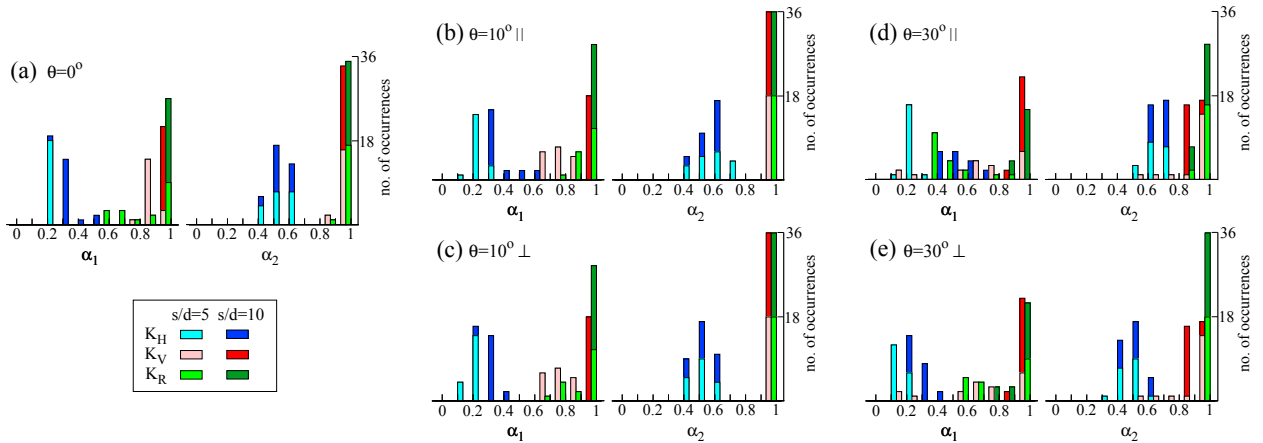 (a) θ=0°
36
18
no. of occurrences
0 0.2 0.4 0.6 0.8 1
α₁
0 0.2 0.4 0.6 0.8 1
α₂
s/d=5 s/d=10
K_H
K_V
K_R
(b) θ=10° ||
36
18
no. of occurrences
0 0.2 0.4 0.6 0.8 1
α₁
0 0.2 0.4 0.6 0.8 1
α₂
(c) θ=10° ⊥
36
18
no. of occurrences
0 0.2 0.4 0.6 0.8 1
α₁
0 0.2 0.4 0.6 0.8 1
α₂
(d) θ=30° ||
36
18
no. of occurrences
0 0.2 0.4 0.6 0.8 1
α₁
0 0.2 0.4 0.6 0.8 1
α₂
(e) θ=30° ⊥
36
18
no. of occurrences
0 0.2 0.4 0.6 0.8 1
α₁
0 0.2 0.4 0.6 0.8 1
α₂